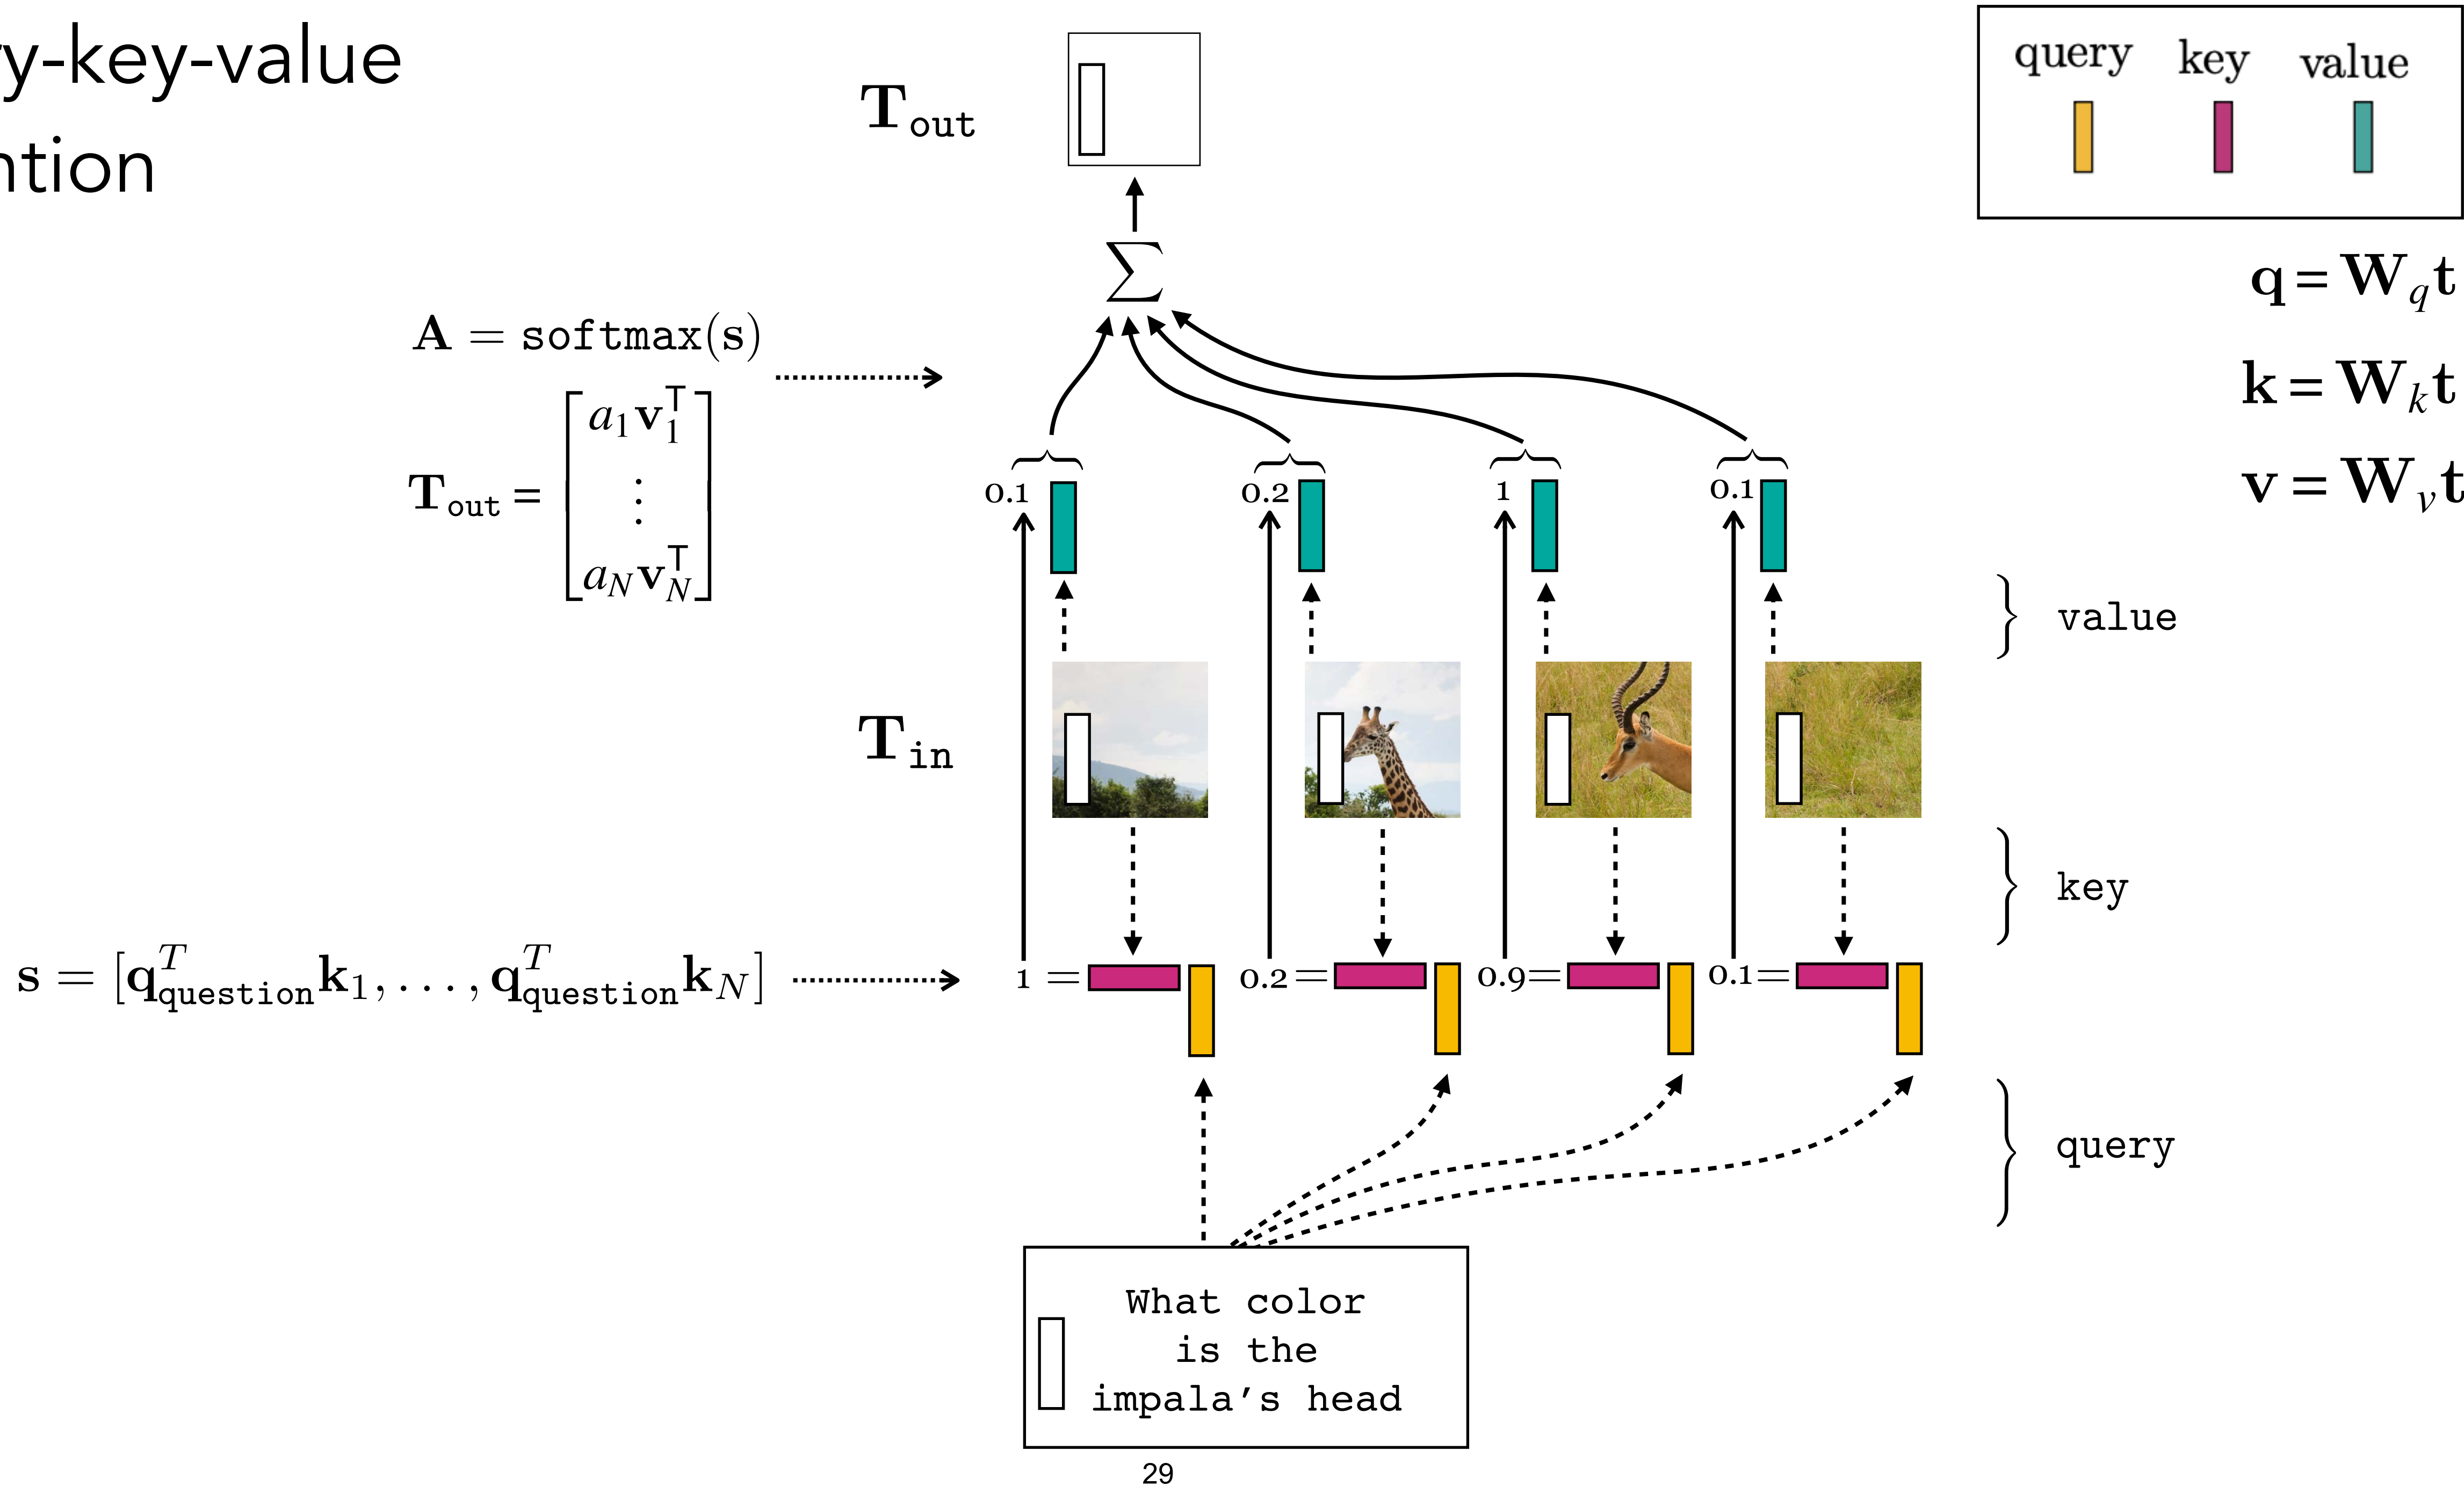 y-key-value
ntion
T_out
query key value
∑
q = W_q t
k = W_k t
v = W_v t
A = softmax(s)
T_out = [a_1 v_1^T ⋮ a_N v_N^T]
0.1 0.2 1 0.1
value
T_in
key
s = [q_question^T k_1, . . . , q_question^T k_N]
1 = 0.2 = 0.9= 0.1=
query
What color
is the
impala's head
29